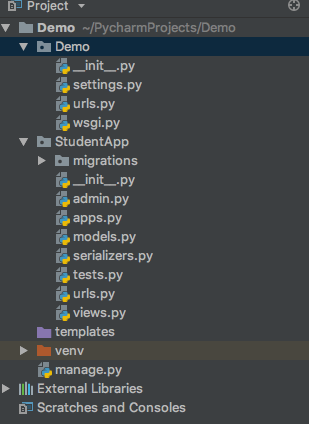 Project
Demo ~/PycharmProjects/Demo
Demo
__init__.py
settings.py
urls.py
wsgi.py
StudentApp
migrations
__init__.py
admin.py
apps.py
models.py
serializers.py
tests.py
urls.py
views.py
templates
venv
manage.py
External Libraries
Scratches and Consoles